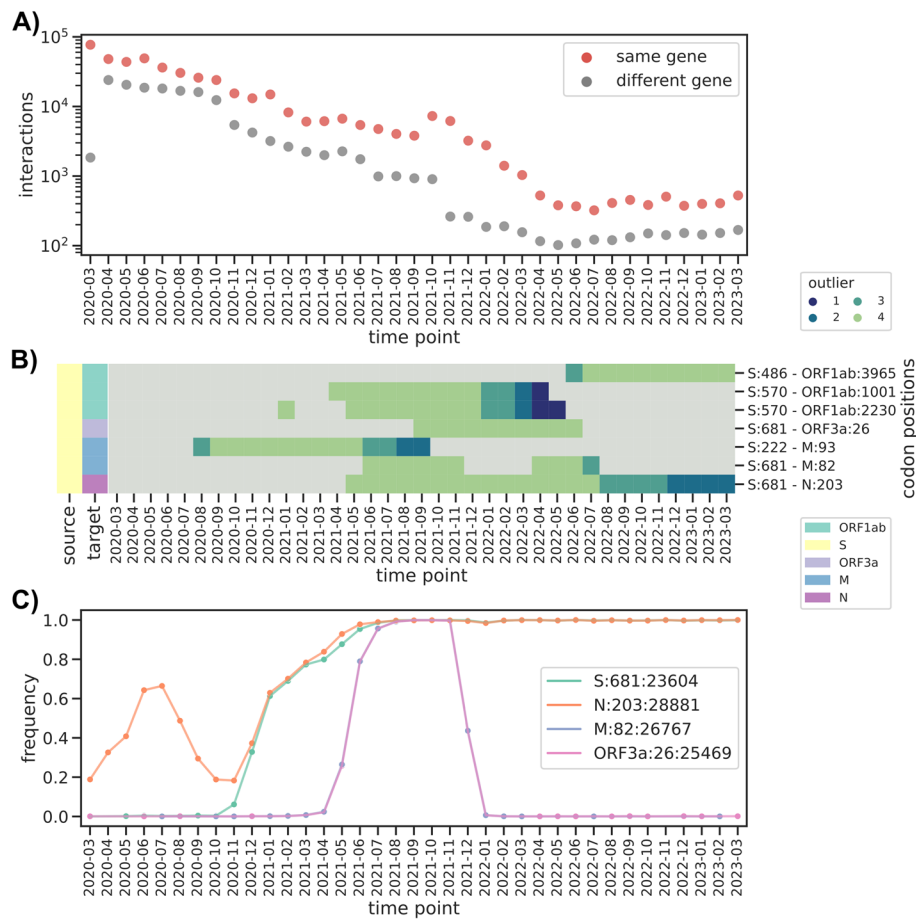 A)
10^5
10^4
10^3
10^2
interactions
same gene
different gene
2020-03 2020-04 2020-05 2020-06 2020-07 2020-08 2020-09 2020-10 2020-11 2020-12 2021-01 2021-02 2021-03 2021-04 2021-05 2021-06 2021-07 2021-08 2021-09 2021-10 2021-11 2021-12 2022-01 2022-02 2022-03 2022-04 2022-05 2022-06 2022-07 2022-08 2022-09 2022-10 2022-11 2022-12 2023-01 2023-02 2023-03
time point
outlier
1 3
2 4
B)
S:486 - ORF1ab:3965
S:570 - ORF1ab:1001
S:570 - ORF1ab:2230
S:681 - ORF3a:26
S:222 - M:93
S:681 - M:82
S:681 - N:203
codon positions
source target 2020-03 2020-04 2020-05 2020-06 2020-07 2020-08 2020-09 2020-10 2020-11 2020-12 2021-01 2021-02 2021-03 2021-04 2021-05 2021-06 2021-07 2021-08 2021-09 2021-10 2021-11 2021-12 2022-01 2022-02 2022-03 2022-04 2022-05 2022-06 2022-07 2022-08 2022-09 2022-10 2022-11 2022-12 2023-01 2023-02 2023-03
time point
ORF1ab
S
ORF3a
M
N
C)
1.0
0.8
0.6
0.4
0.2
0.0
frequency
S:681:23604
N:203:28881
M:82:26767
ORF3a:26:25469
2020-03 2020-04 2020-05 2020-06 2020-07 2020-08 2020-09 2020-10 2020-11 2020-12 2021-01 2021-02 2021-03 2021-04 2021-05 2021-06 2021-07 2021-08 2021-09 2021-10 2021-11 2021-12 2022-01 2022-02 2022-03 2022-04 2022-05 2022-06 2022-07 2022-08 2022-09 2022-10 2022-11 2022-12 2023-01 2023-02 2023-03
time point